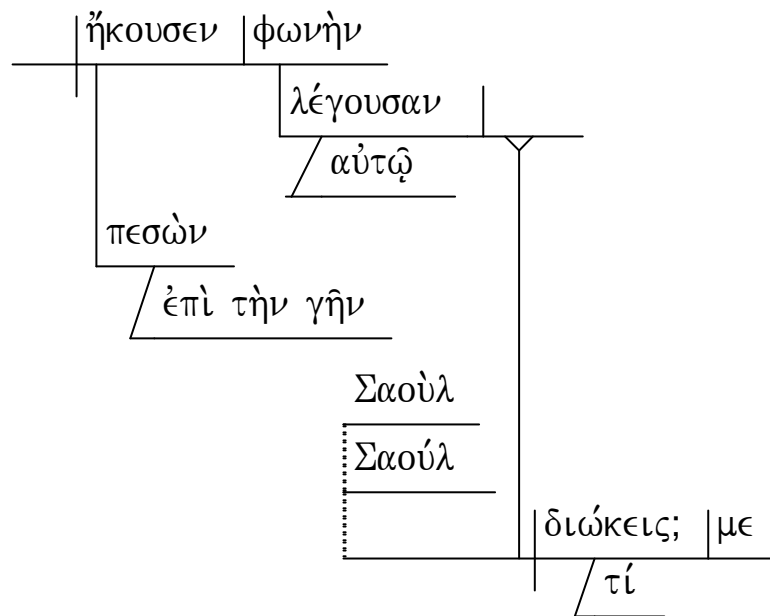 ἤκουσεν φωνὴν
λέγουσαν
αὐτῷ
πεσὼν
ἐπὶ τὴν γῆν
Σαοὺλ
Σαούλ
διώκεις; με
τί